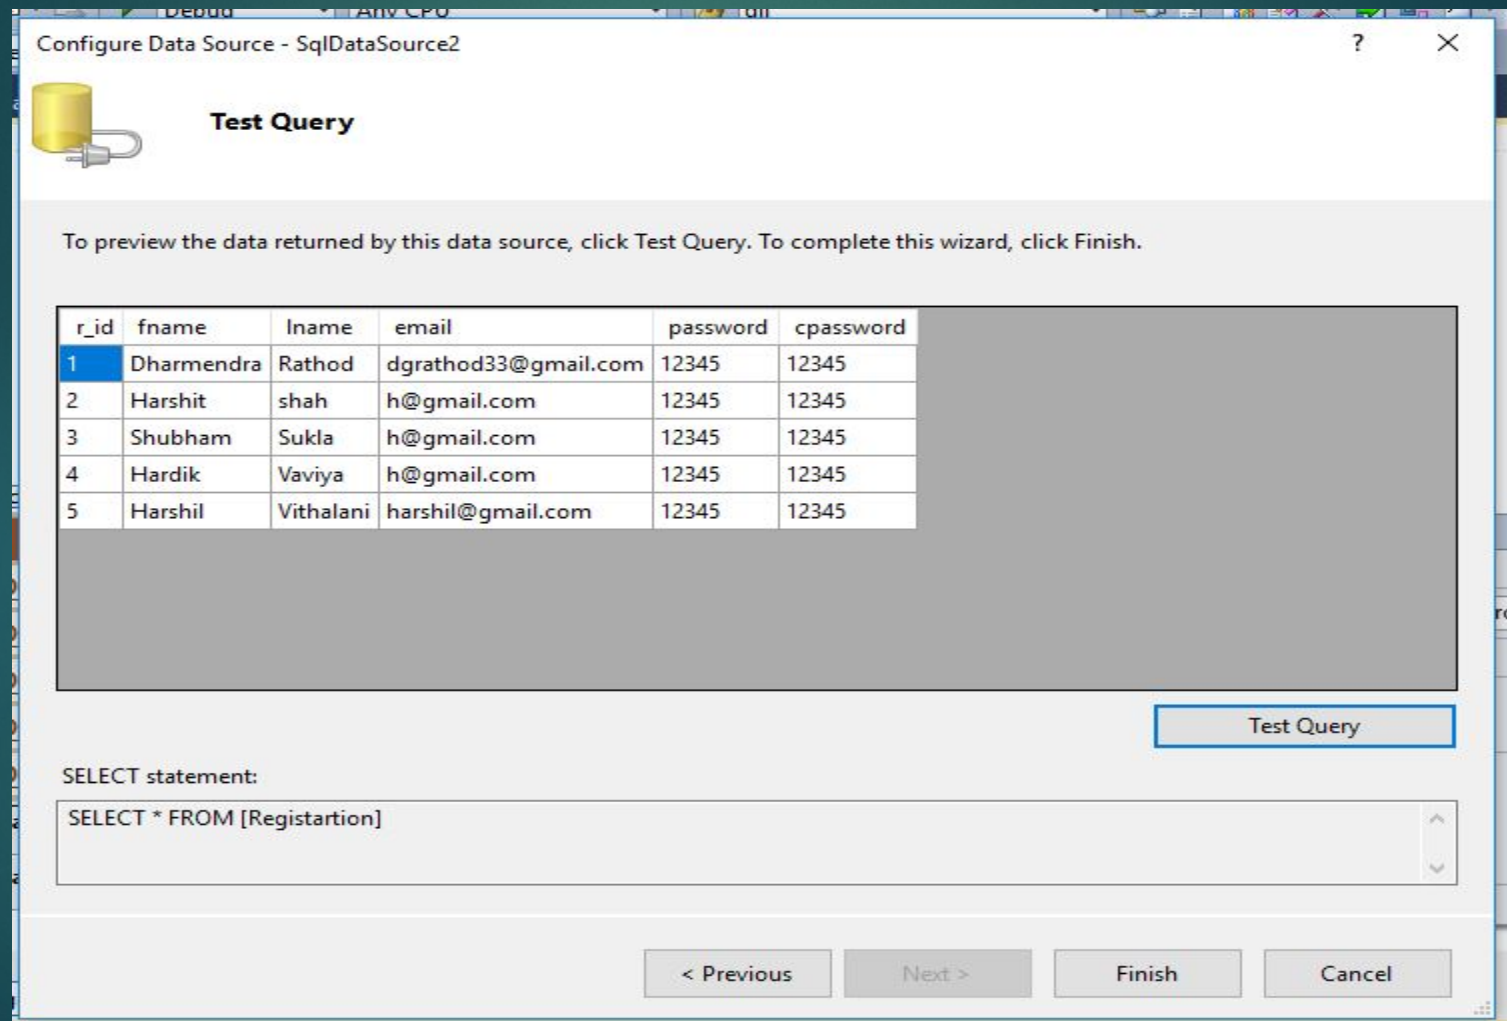 Debug Any CPU dll
Configure Data Source - SqlDataSource2 ?
Test Query
To preview the data returned by this data source, click Test Query. To complete this wizard, click Finish.
r_id fname lname email password cpassword
1 Dharmendra Rathod dgrathod33@gmail.com 12345 12345
2 Harshit shah h@gmail.com 12345 12345
3 Shubham Sukla h@gmail.com 12345 12345
4 Hardik Vaviya h@gmail.com 12345 12345
5 Harshil Vithalani harshil@gmail.com 12345 12345
Test Query
SELECT statement:
SELECT * FROM [Registartion]
< Previous Next > Finish Cancel